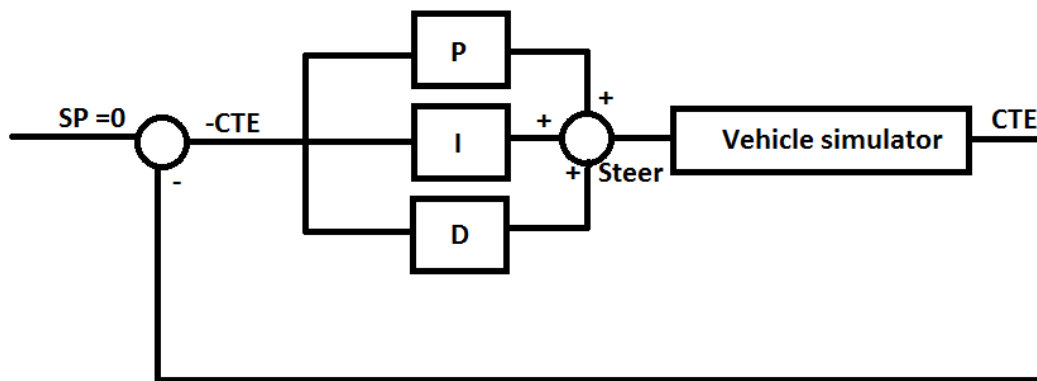 P
+
SP =0
-CTE
I
+
Vehicle simulator
CTE
-
+
Steer
D